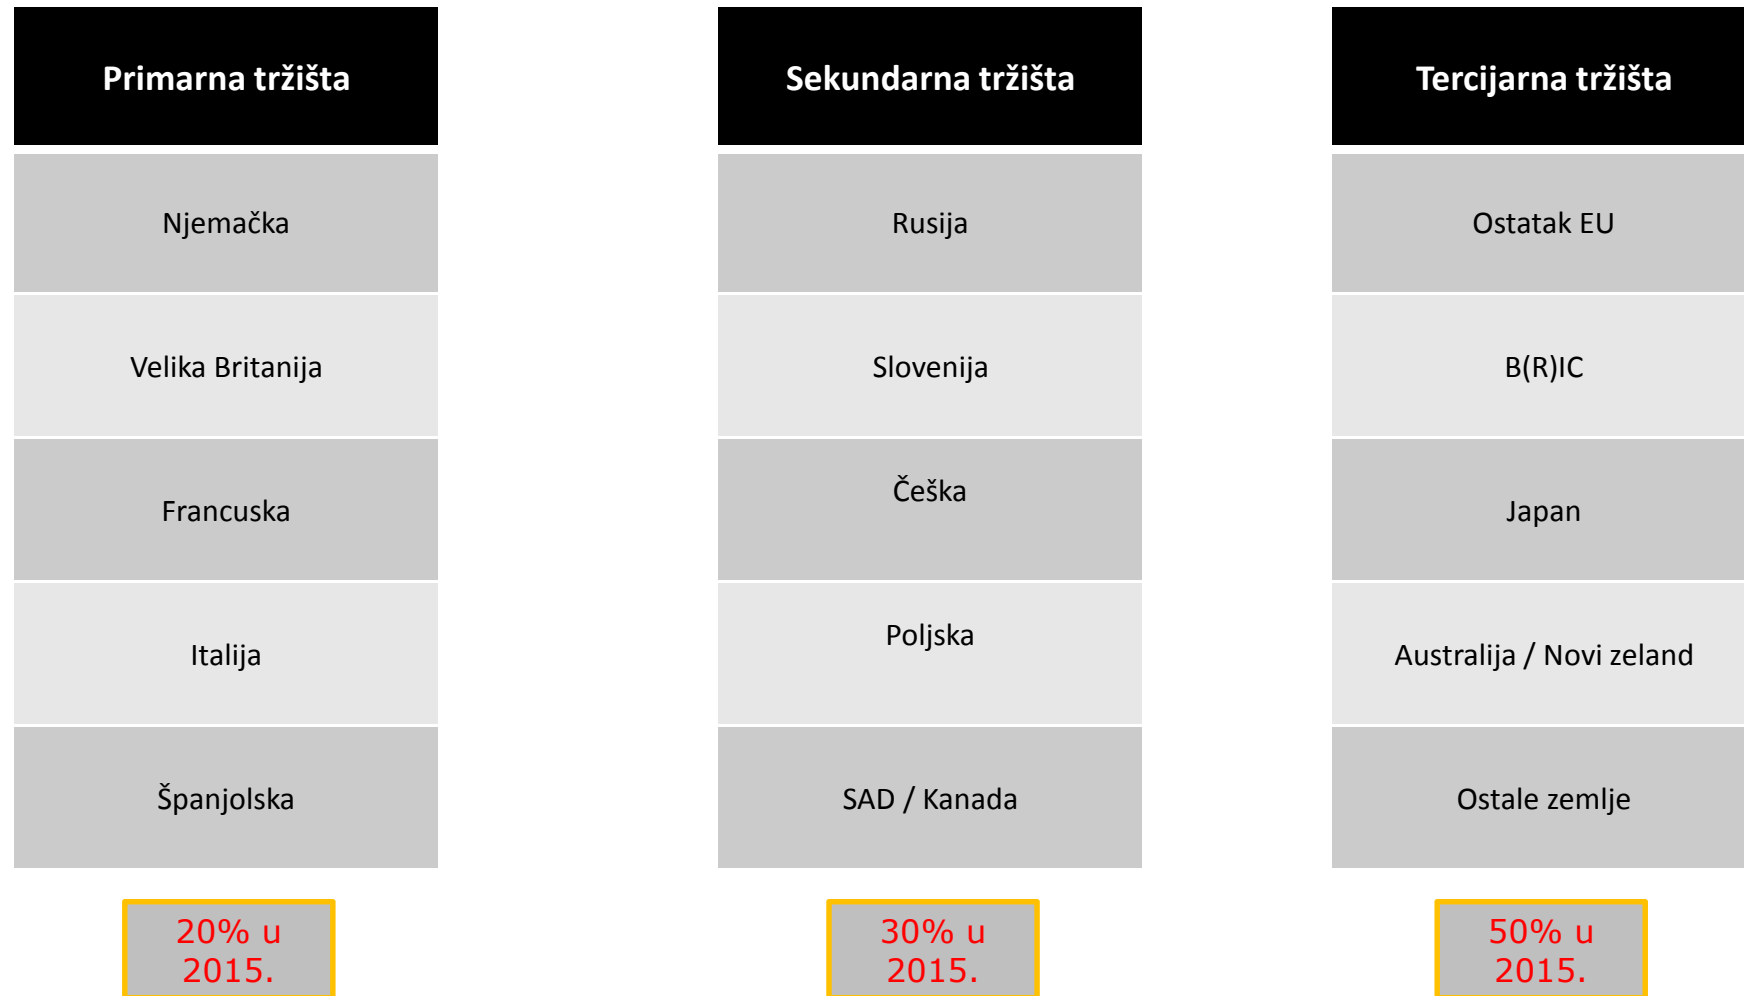 Primarna tržišta
Njemačka
Velika Britanija
Francuska
Italija
Španjolska
20% u
2015.
Sekundarna tržišta
Rusija
Slovenija
Češka
Poljska
SAD / Kanada
30% u
2015.
Tercijarna tržišta
Ostatak EU
B(R)IC
Japan
Australija / Novi zeland
Ostale zemlje
50% u
2015.